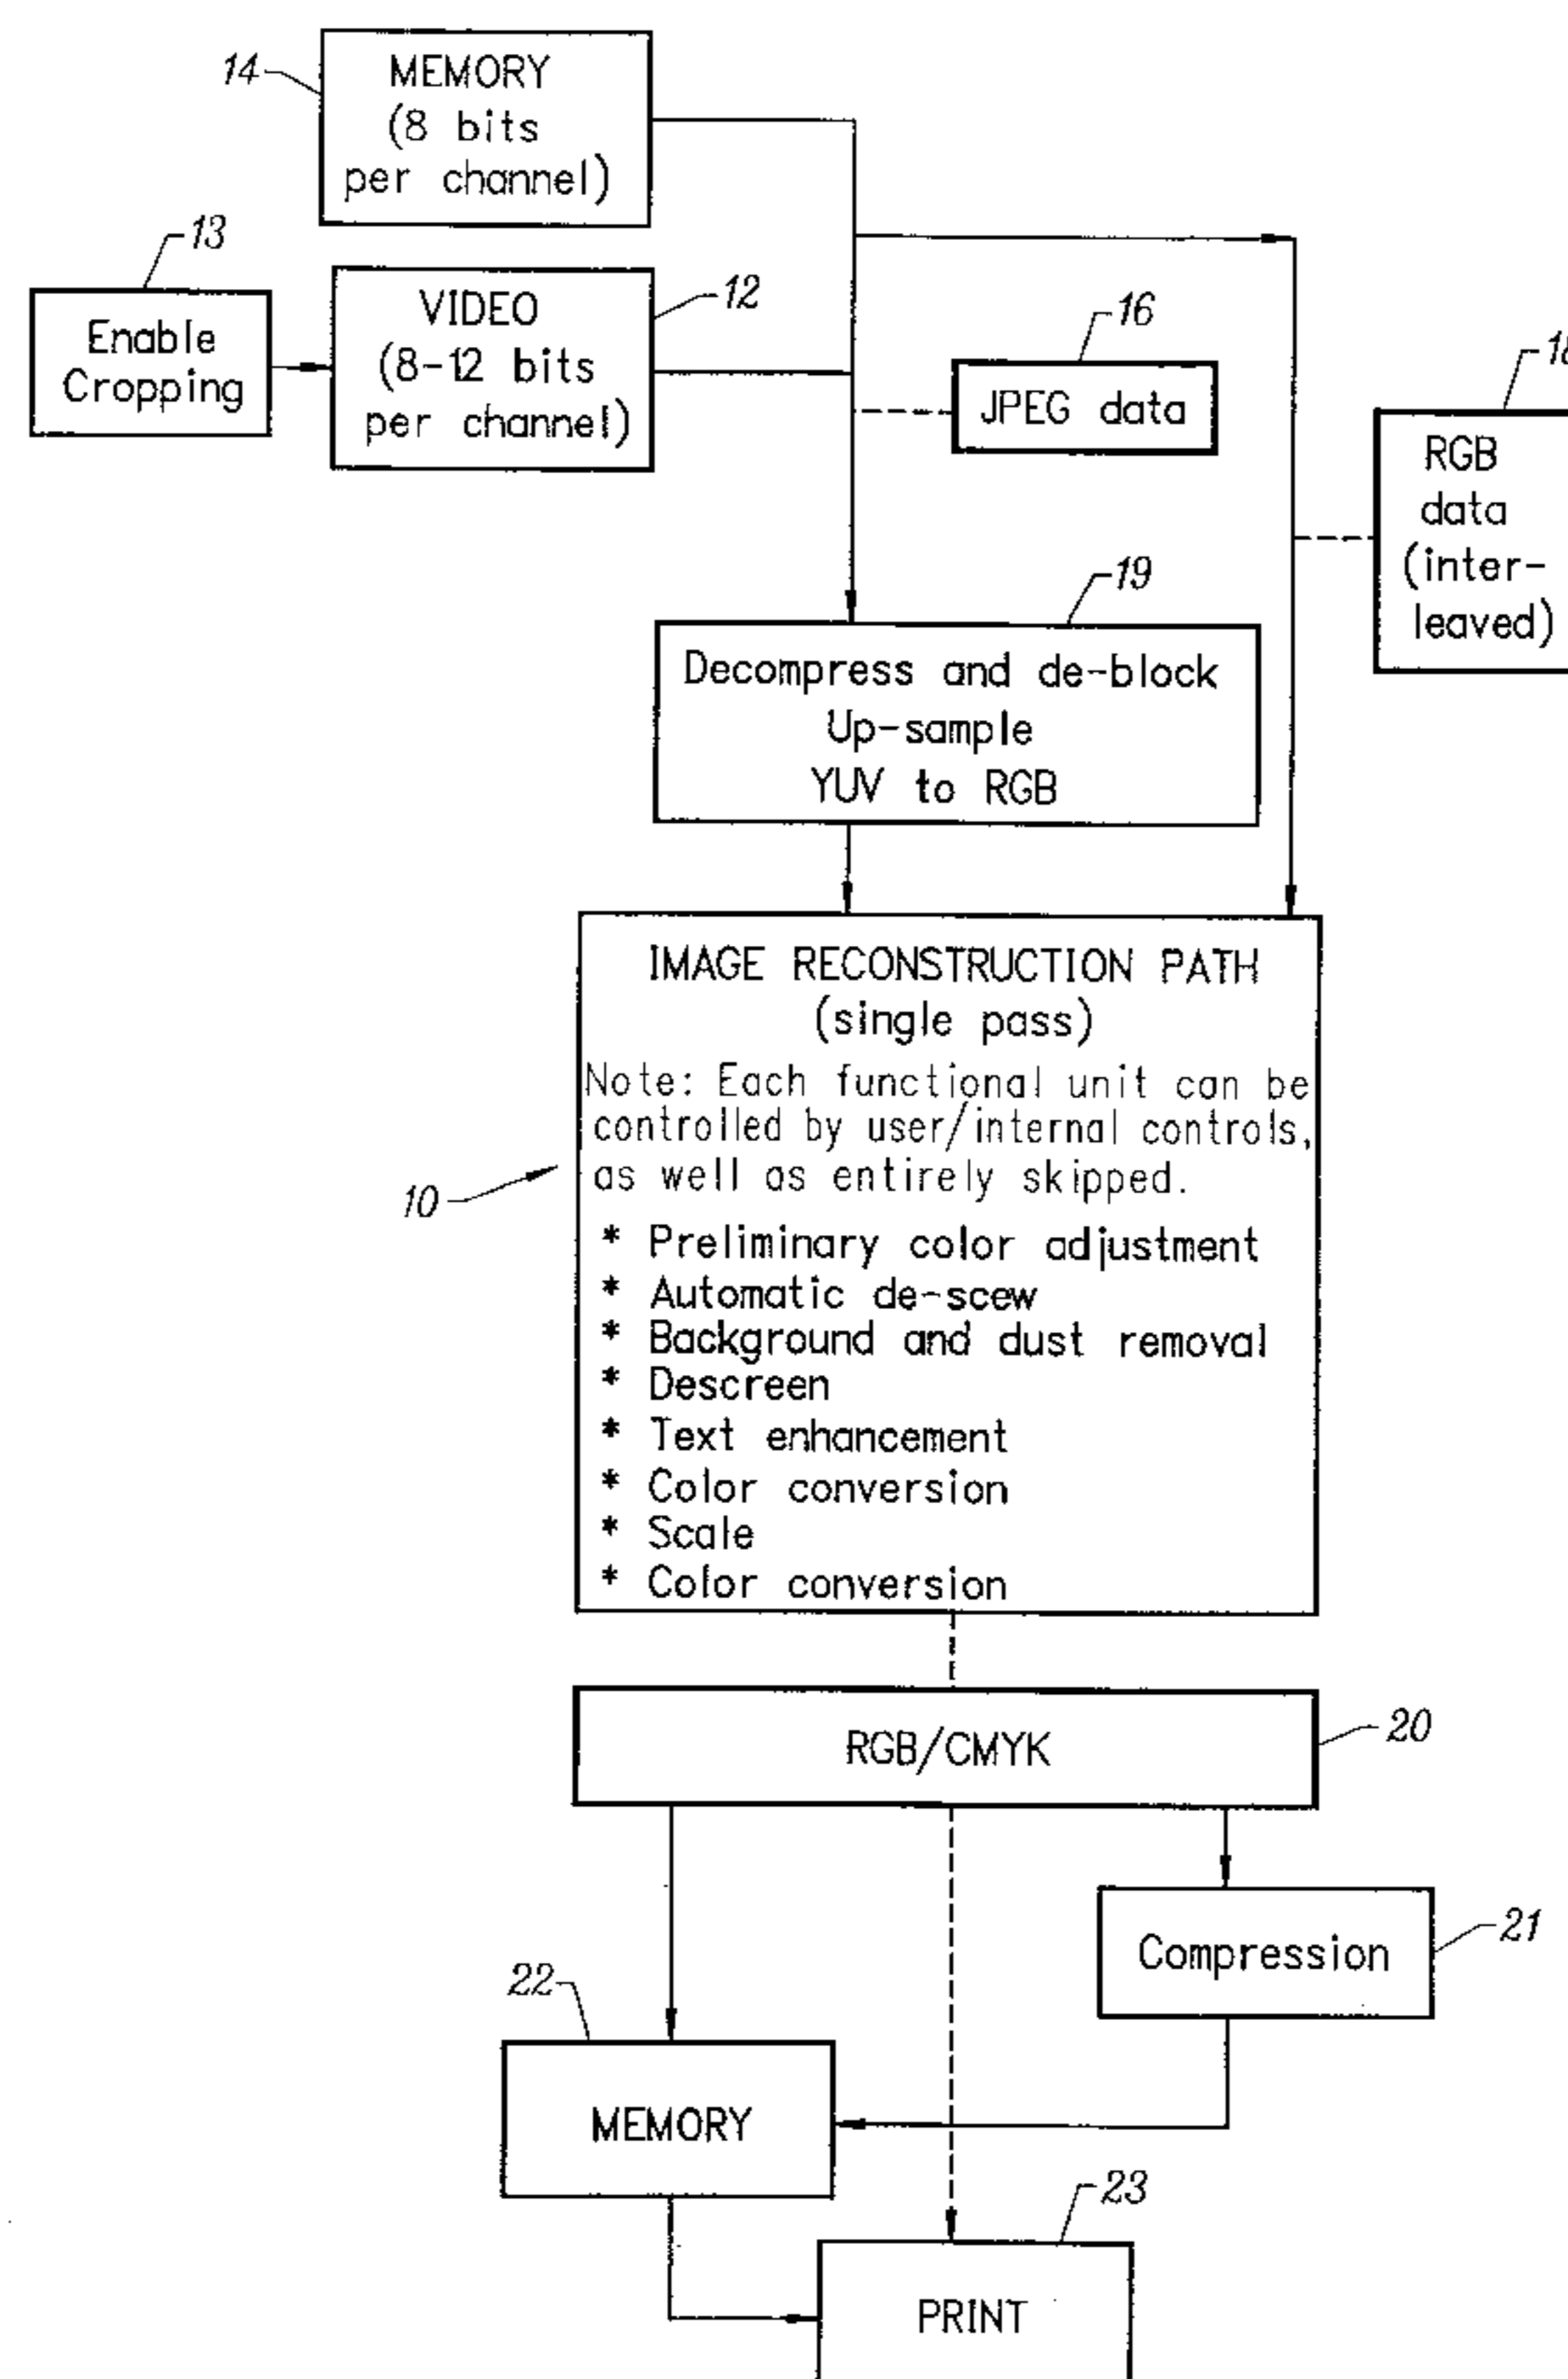 14
MEMORY
(8 bits
per channel)
13
Enable
Cropping
VIDEO
(8-12 bits
per channel)
12
16
JPEG data
RGB
data
(inter-
leaved)
19
Decompress and de-block
Up-sample
YUV to RGB
IMAGE RECONSTRUCTION PATH
(single pass)
Note: Each functional unit can be
controlled by user/internal controls,
as well as entirely skipped.
10
* Preliminary color adjustment
* Automatic de-scew
* Background and dust removal
* Descreen
* Text enhancement
* Color conversion
* Scale
* Color conversion
RGB/CMYK
20
Compression
21
22
MEMORY
23
PRINT